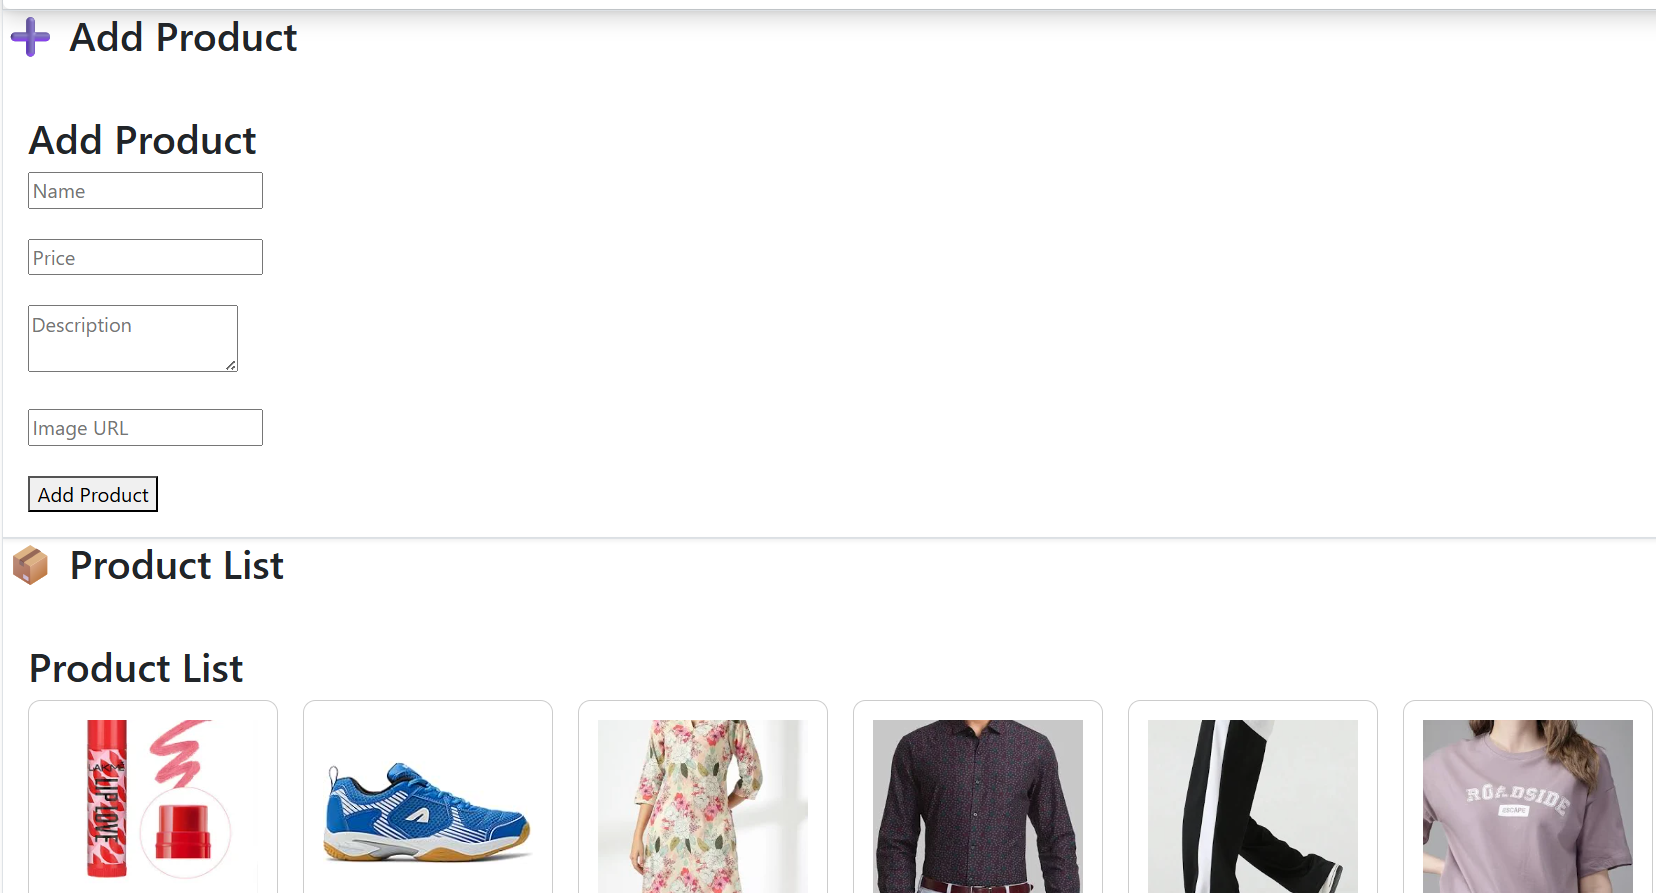 Add Product
Add Product
Name
Price
Description
Image URL
Add Product
Product List
Product List
LAKMÉ
LIP LOVE
ROADSIDE
ESCAPE